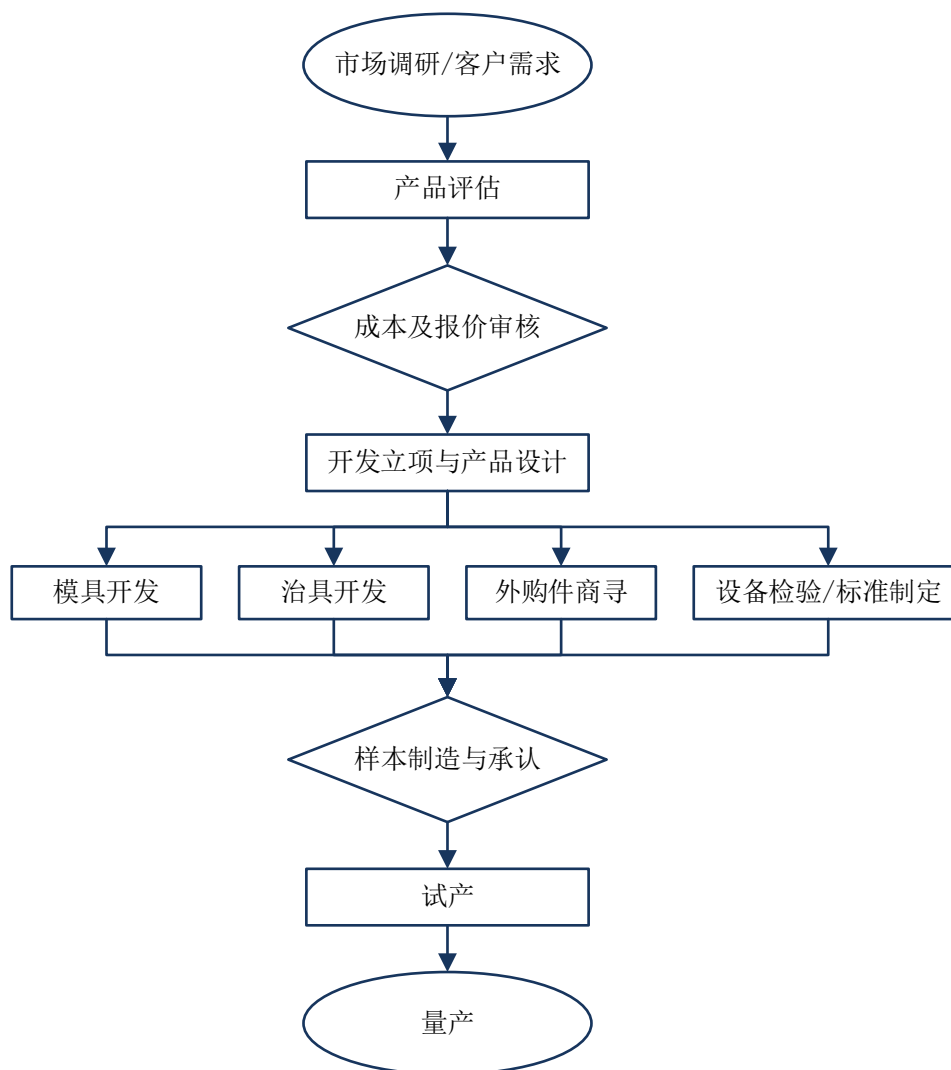 市场调研/客户需求
产品评估
成本及报价审核
开发立项与产品设计
模具开发
治具开发
外购件商寻
设备检验/标准制定
样本制造与承认
试产
量产